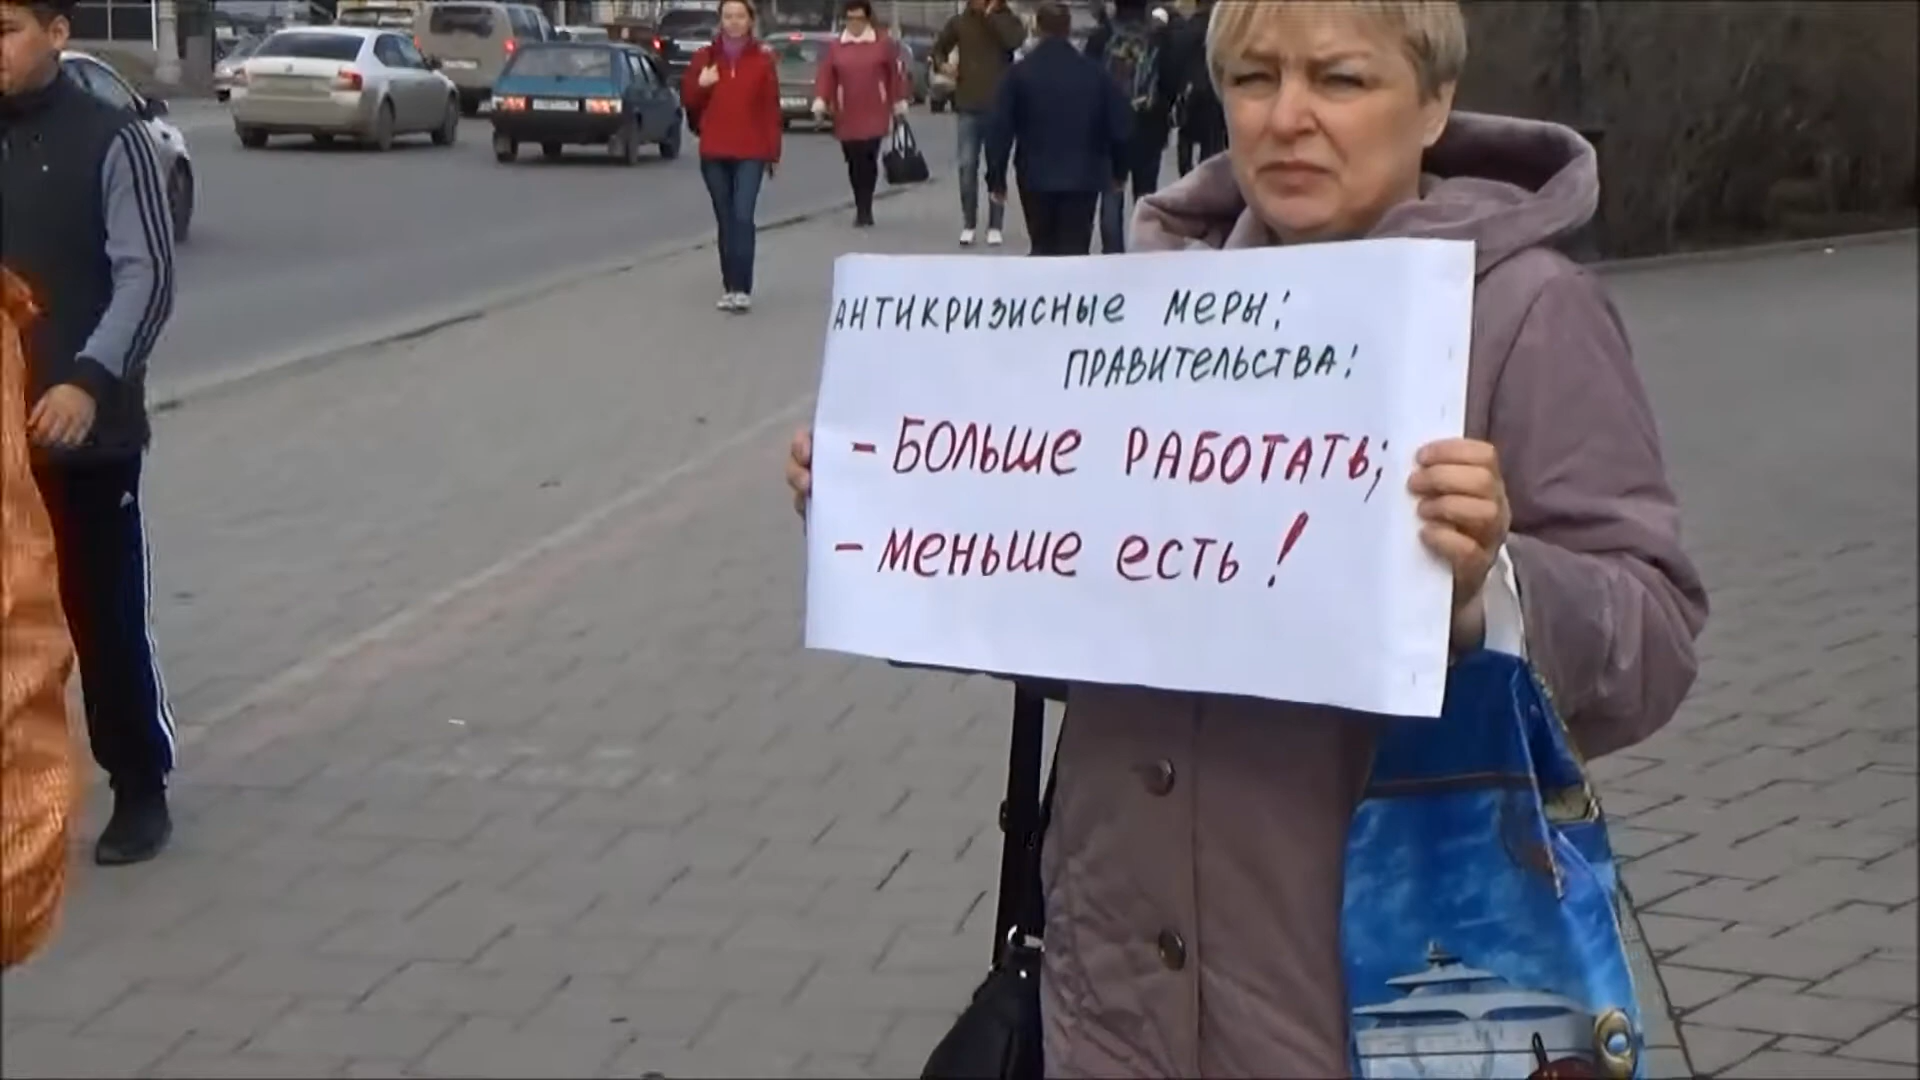 АНТИКРИЗИСНЫЕ МЕРЫ:
ПРАВИТЕЛЬСТВА:
- БОЛЬШЕ РАБОТАТЬ;
- МЕНЬШЕ ЕСТЬ!